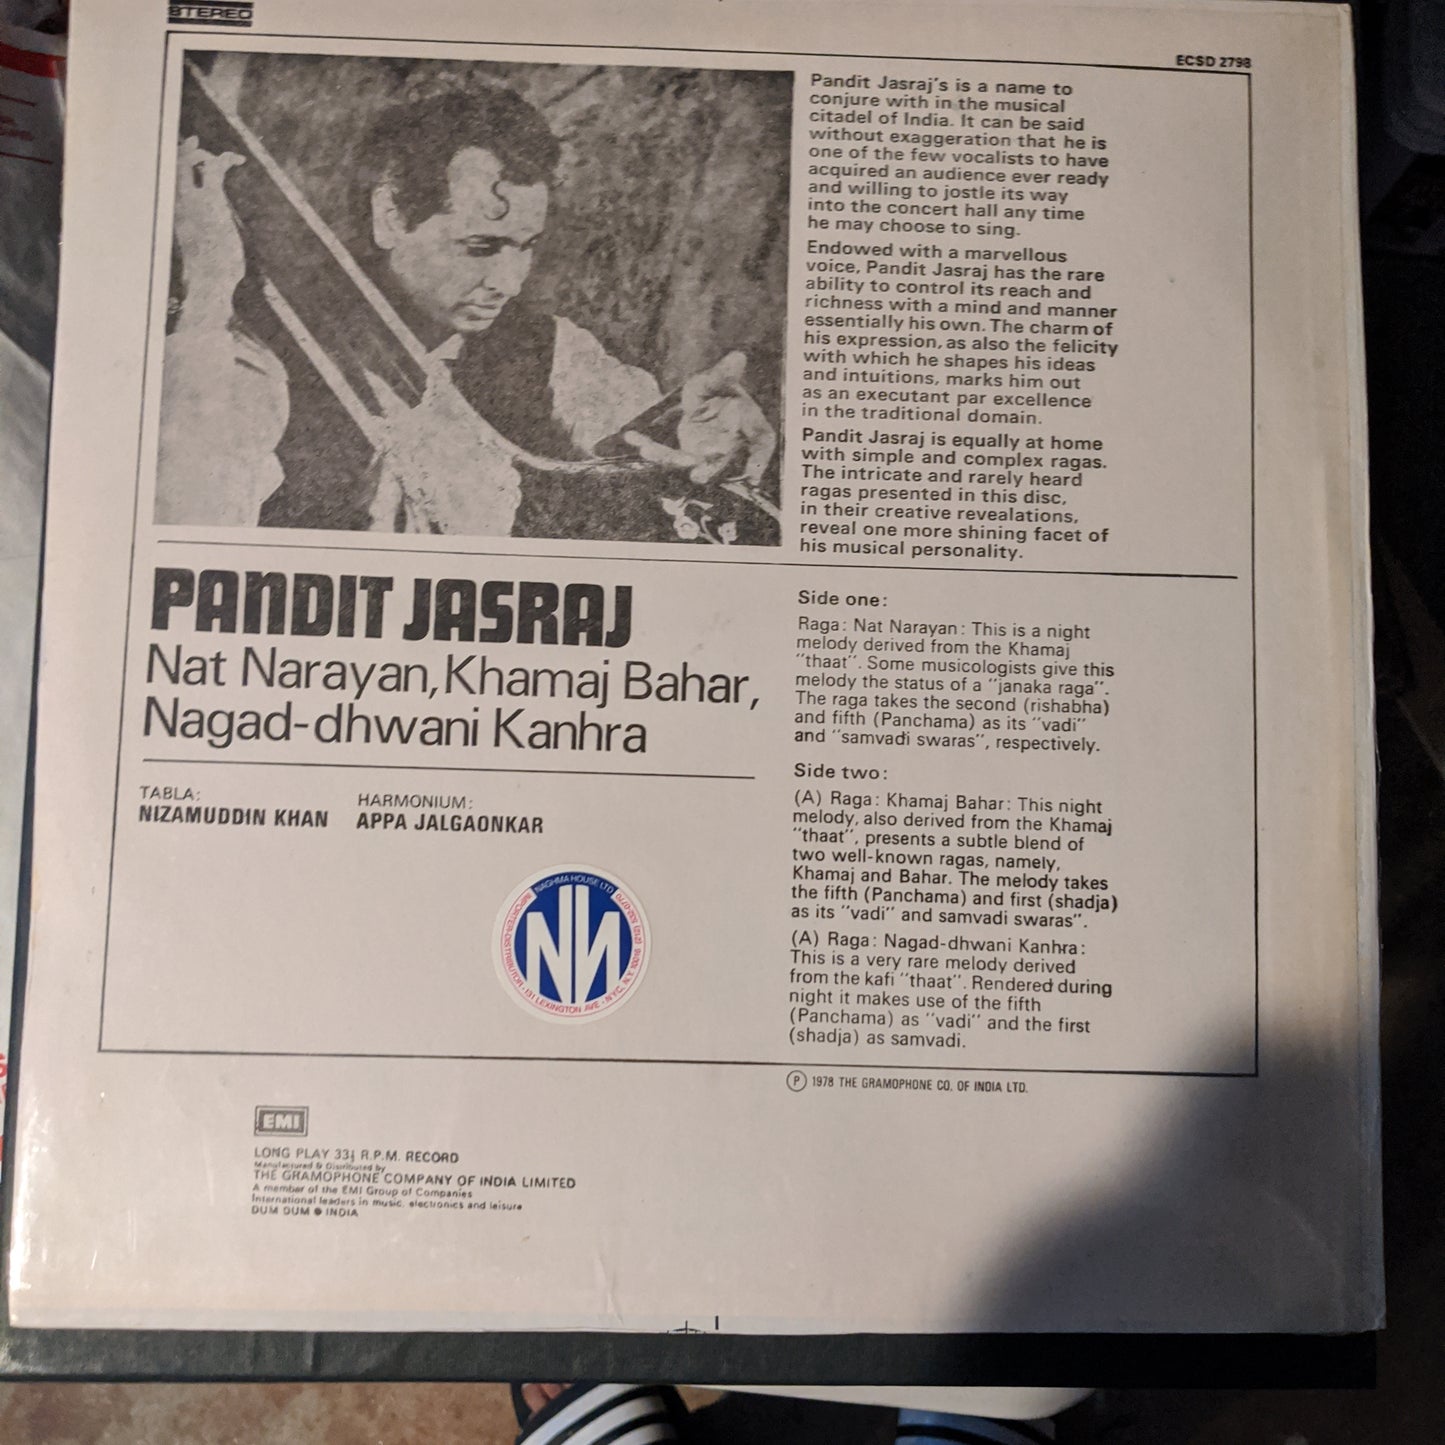 STEREO
ECSD 2798
Pandit Jasraj's is a name to
conjure with in the musical
citadel of India. It can be said
without exaggeration that he is
one of the few vocalists to have
acquired an audience ever ready
and willing to jostle its way
into the concert hall any time
he may choose to sing.
Endowed with a marvellous
voice, Pandit Jasraj has the rare
ability to control its reach and
richness with a mind and manner
essentially his own. The charm of
his expression, as also the felicity
with which he shapes his ideas
and intuitions, marks him out
as an executant par excellence
in the traditional domain.
Pandit Jasraj is equally at home
with simple and complex ragas.
The intricate and rarely heard
ragas presented in this disc,
in their creative revealations,
reveal one more shining facet of
his musical personality.
PANDIT JASRAJ
Nat Narayan, Khamaj Bahar,
Nagad-dhwani Kanhra
TABLA:
NIZAMUDDIN KHAN
HARMONIUM:
APPA JALGAONKAR
NAGHMA HOUSE LTD
IMPORTER-DISTRIBUTOR · 131 LEXINGTON AVE · N.Y.C., N.Y. 10016 (212) 532-0770
NN
Side one:
Raga: Nat Narayan: This is a night
melody derived from the Khamaj
"thaat". Some musicologists give this
melody the status of a "janaka raga".
The raga takes the second (rishabha)
and fifth (Panchama) as its "vadi"
and "samvadi swaras", respectively.
Side two:
(A) Raga: Khamaj Bahar: This night
melody, also derived from the Khamaj
"thaat", presents a subtle blend of
two well-known ragas, namely,
Khamaj and Bahar. The melody takes
the fifth (Panchama) and first (shadja)
as its "vadi" and samvadi swaras".
(A) Raga: Nagad-dhwani Kanhra:
This is a very rare melody derived
from the kafi "thaat". Rendered during
night it makes use of the fifth
(Panchama) as "vadi" and the first
(shadja) as samvadi.
Ⓟ 1978 THE GRAMOPHONE CO. OF INDIA LTD.
EMI
LONG PLAY 33⅓ R.P.M. RECORD
Manufactured & Distributed by
THE GRAMOPHONE COMPANY OF INDIA LIMITED
A member of the EMI Group of Companies
International leaders in music, electronics and leisure
DUM DUM ● INDIA